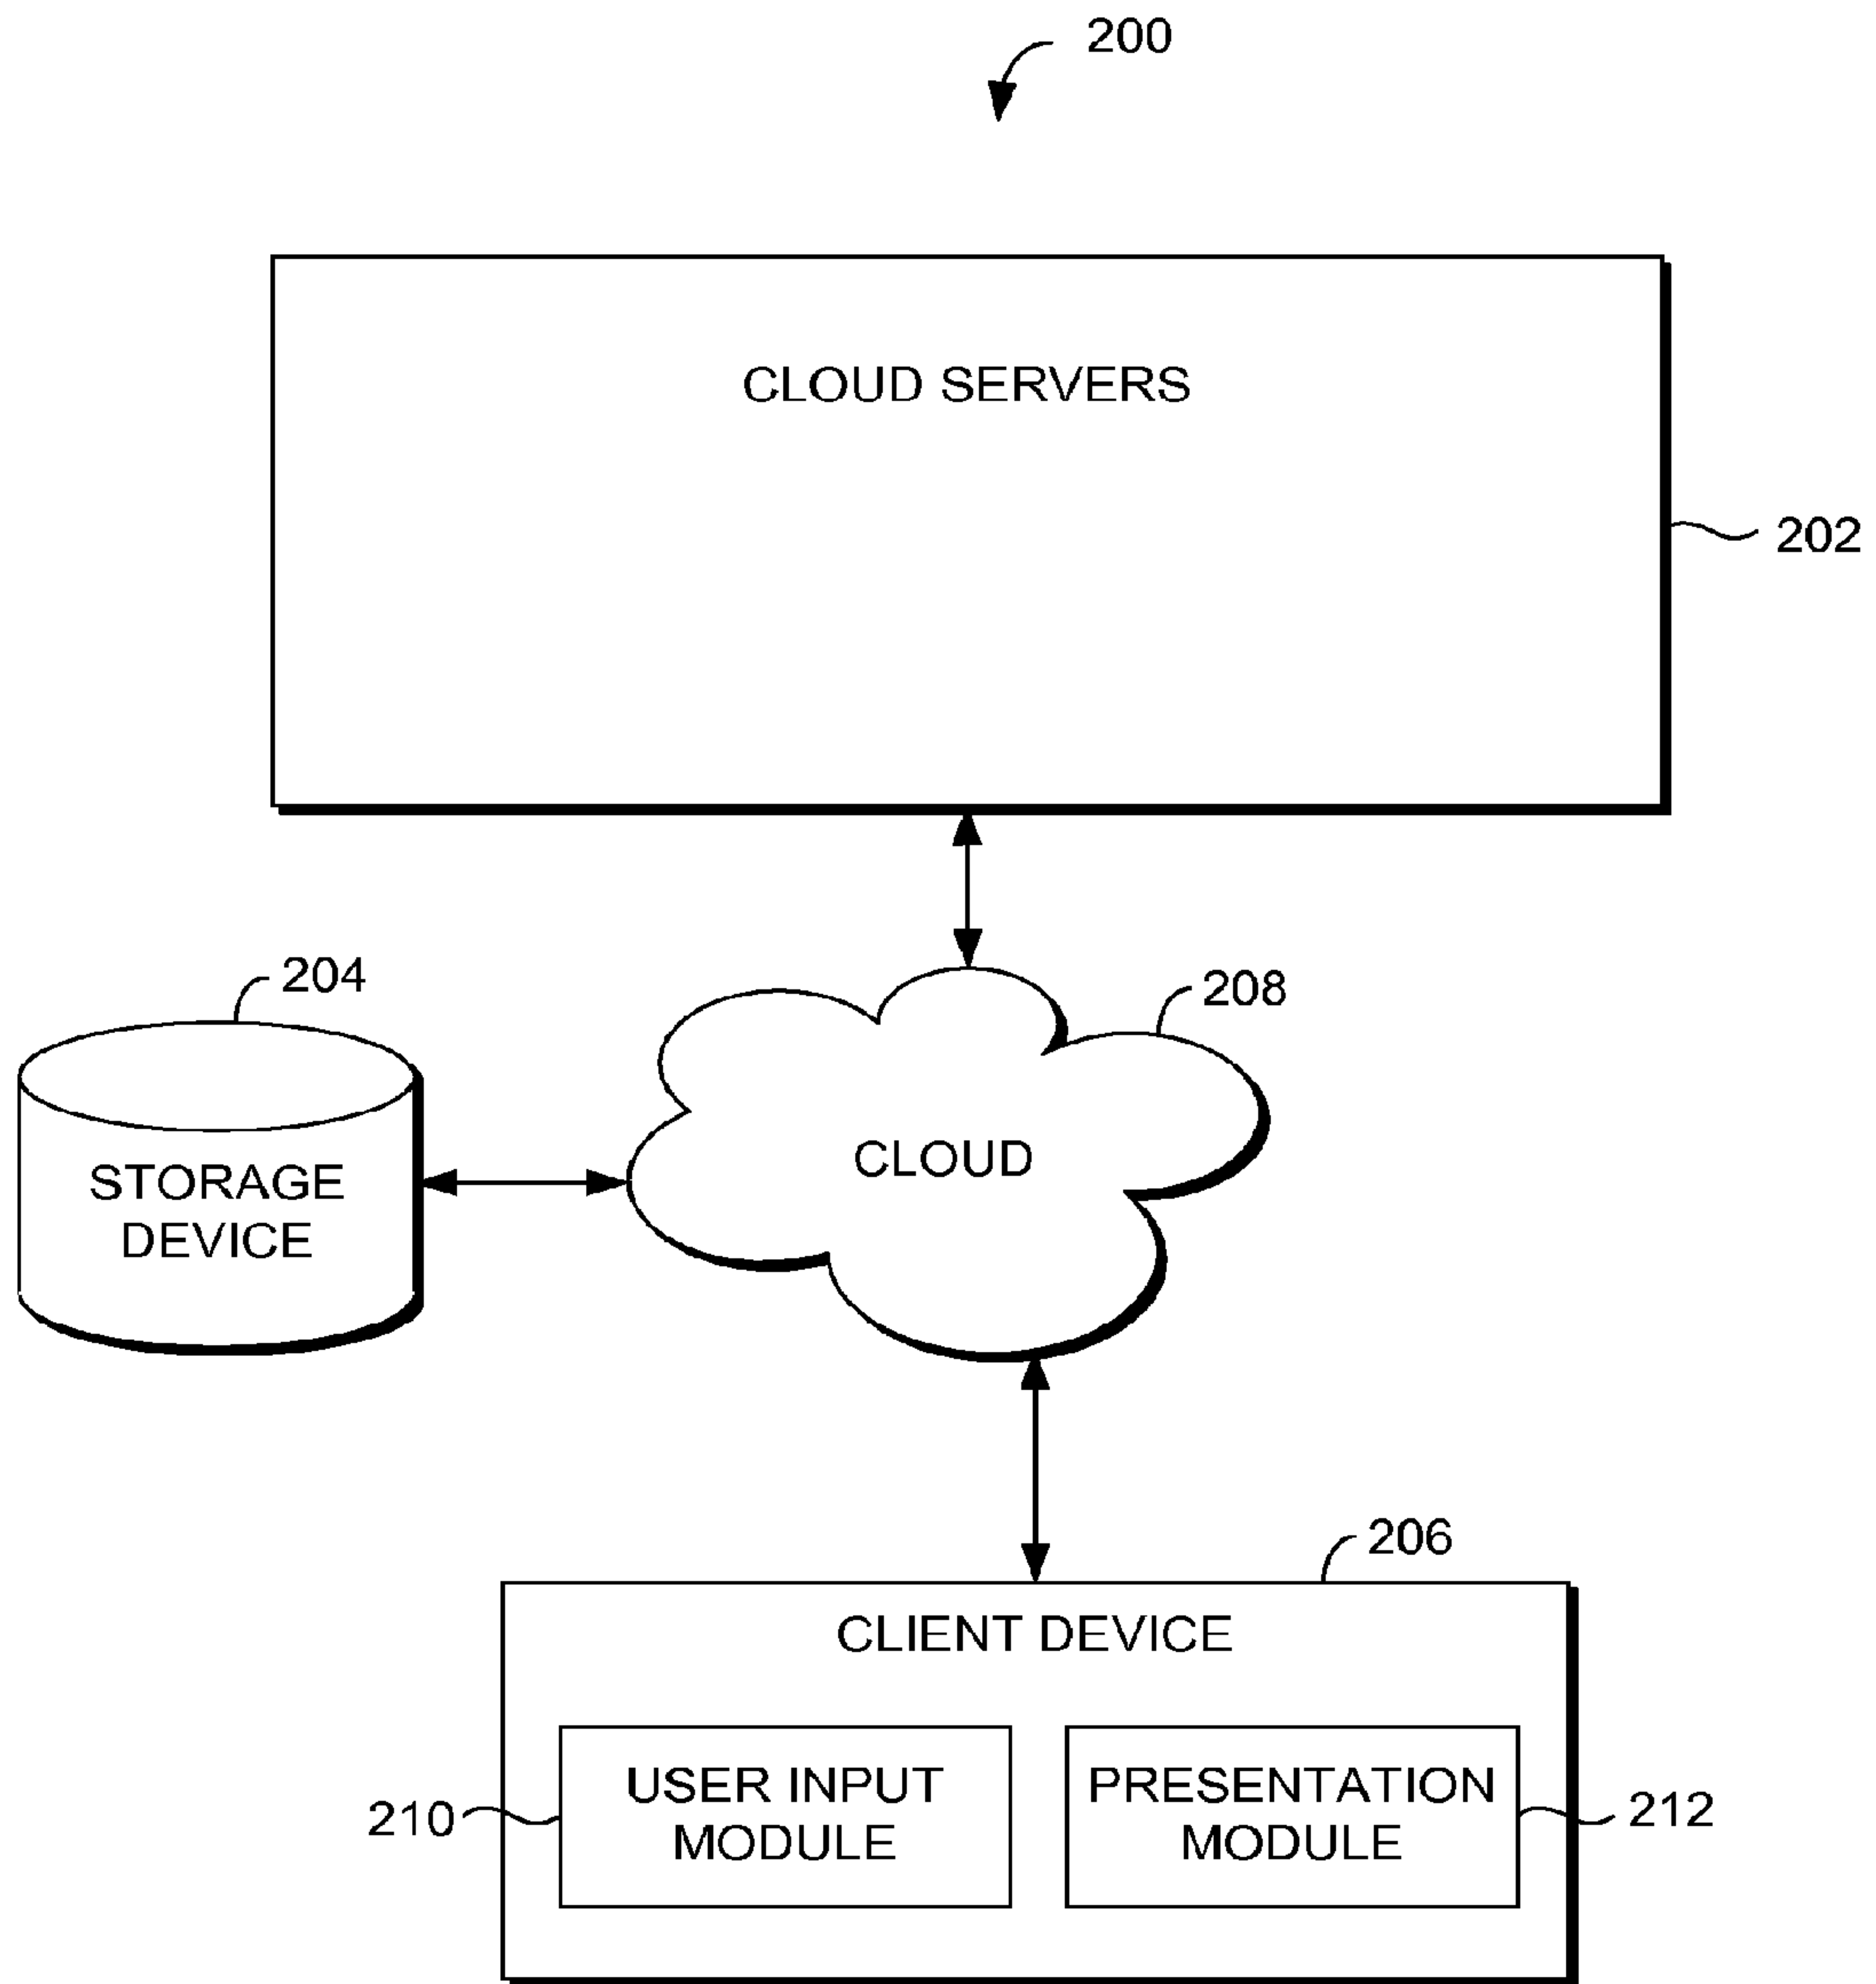 200
CLOUD SERVERS
202
204
208
STORAGE
DEVICE
CLOUD
206
CLIENT DEVICE
210
USER INPUT
MODULE
PRESENTATION
MODULE
212